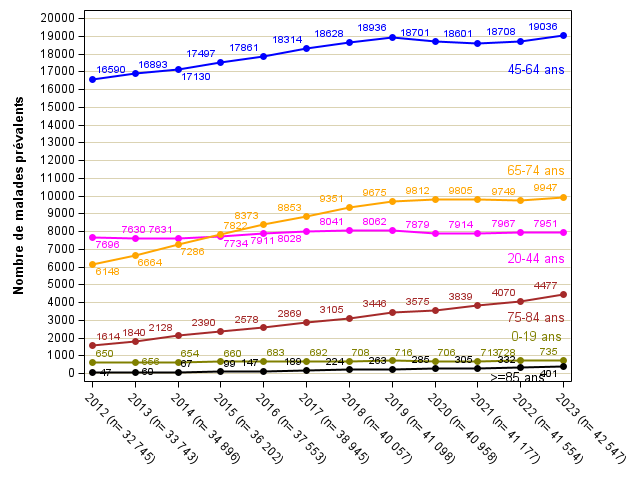 Nombre de malades prévalents
20000
19000
18000
17000
16000
15000
14000
13000
12000
11000
10000
9000
8000
7000
6000
5000
4000
3000
2000
1000
0
16590 16893 17130 17497 17861 18314 18628 18936 18701 18601 18708 19036
45-64 ans
65-74 ans
6148 6664 7286 7822 8373 8853 9351 9675 9812 9805 9749 9947
7696 7630 7631 7734 7911 8028 8041 8062 7879 7914 7967 7951
20-44 ans
1614 1840 2128 2390 2578 2869 3105 3446 3575 3839 4070 4477
75-84 ans
0-19 ans
650 656 654 660 683 692 708 716 706 713 728 735
47 60 67 99 147 189 224 263 285 305 332 401
>=85 ans
2012 (n= 32 745)
2013 (n= 33 743)
2014 (n= 34 896)
2015 (n= 36 202)
2016 (n= 37 553)
2017 (n= 38 945)
2018 (n= 40 057)
2019 (n= 41 098)
2020 (n= 40 958)
2021 (n= 41 177)
2022 (n= 41 554)
2023 (n= 42 547)